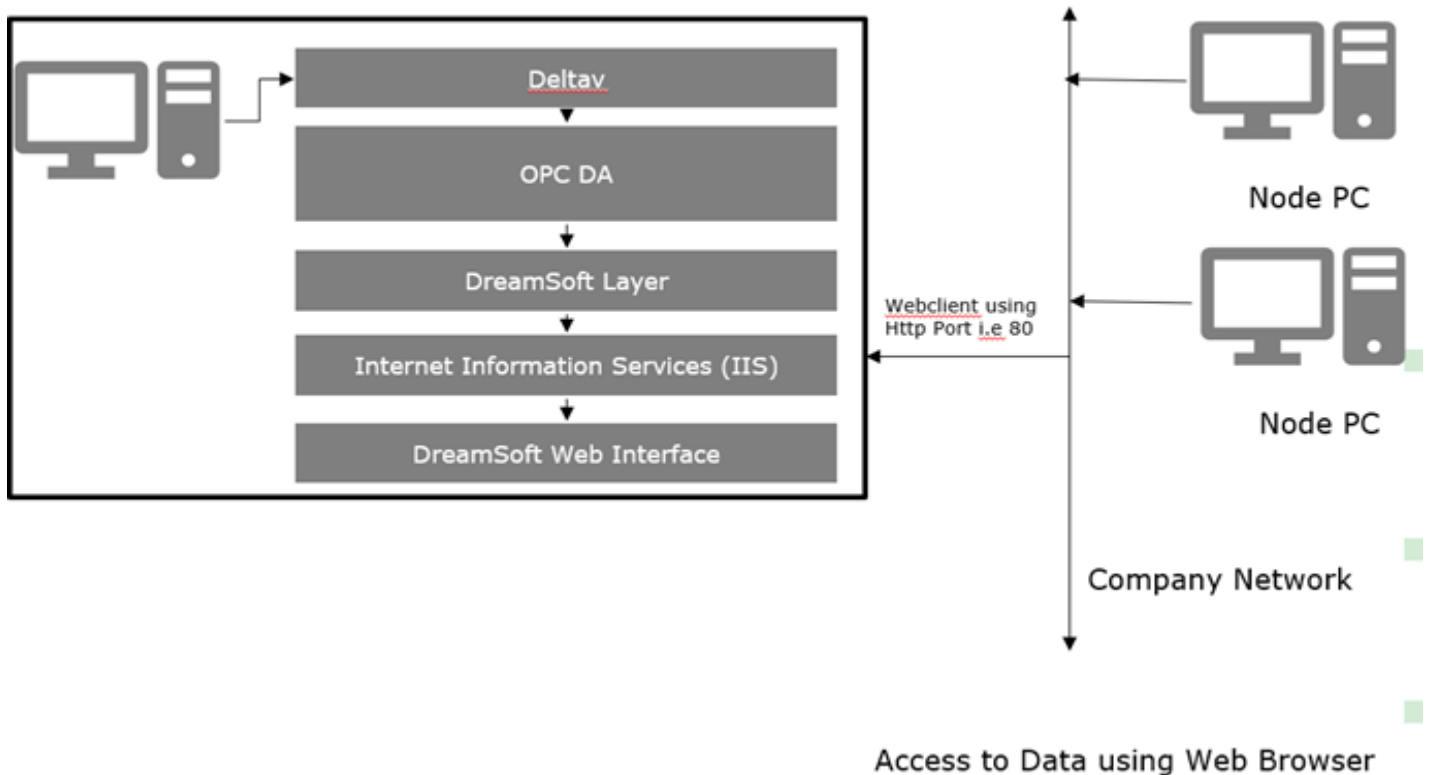 Deltav
OPC DA
DreamSoft Layer
Internet Information Services (IIS)
DreamSoft Web Interface
Webclient using
Http Port i.e 80
Node PC
Node PC
Company Network
Access to Data using Web Browser